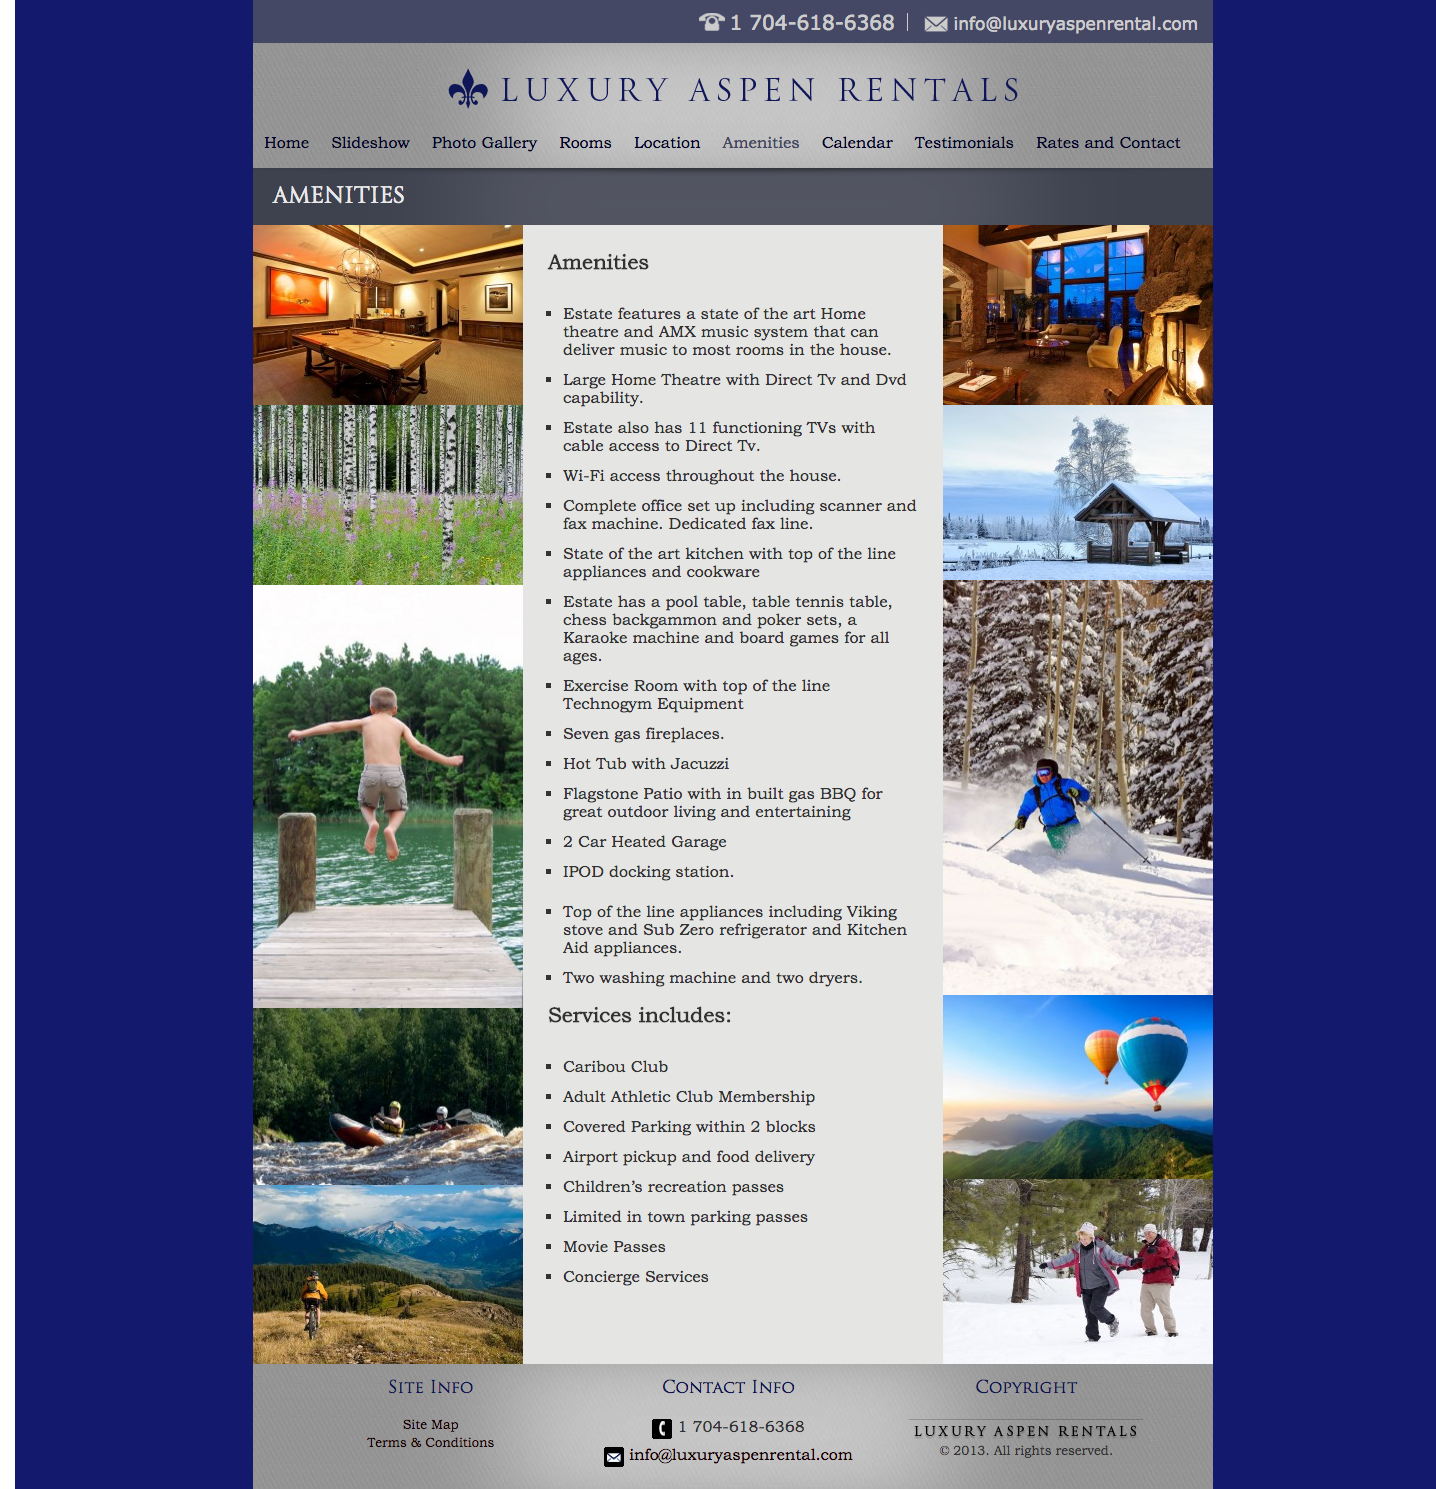 1 704-618-6368 | info@luxuryaspenrental.com
LUXURY ASPEN RENTALS
Home Slideshow Photo Gallery Rooms Location Amenities Calendar Testimonials Rates and Contact
AMENITIES
Amenities
Estate features a state of the art Home
theatre and AMX music system that can
deliver music to most rooms in the house.
Large Home Theatre with Direct Tv and Dvd
capability.
Estate also has 11 functioning TVs with
cable access to Direct Tv.
Wi-Fi access throughout the house.
Complete office set up including scanner and
fax machine. Dedicated fax line.
State of the art kitchen with top of the line
appliances and cookware
Estate has a pool table, table tennis table,
chess backgammon and poker sets, a
Karaoke machine and board games for all
ages.
Exercise Room with top of the line
Technogym Equipment
Seven gas fireplaces.
Hot Tub with Jacuzzi
Flagstone Patio with in built gas BBQ for
great outdoor living and entertaining
2 Car Heated Garage
IPOD docking station.
Top of the line appliances including Viking
stove and Sub Zero refrigerator and Kitchen
Aid appliances.
Two washing machine and two dryers.
Services includes:
Caribou Club
Adult Athletic Club Membership
Covered Parking within 2 blocks
Airport pickup and food delivery
Children’s recreation passes
Limited in town parking passes
Movie Passes
Concierge Services
Site Info
Site Map
Terms & Conditions
Contact Info
1 704-618-6368
info@luxuryaspenrental.com
Copyright
LUXURY ASPEN RENTALS
© 2013. All rights reserved.